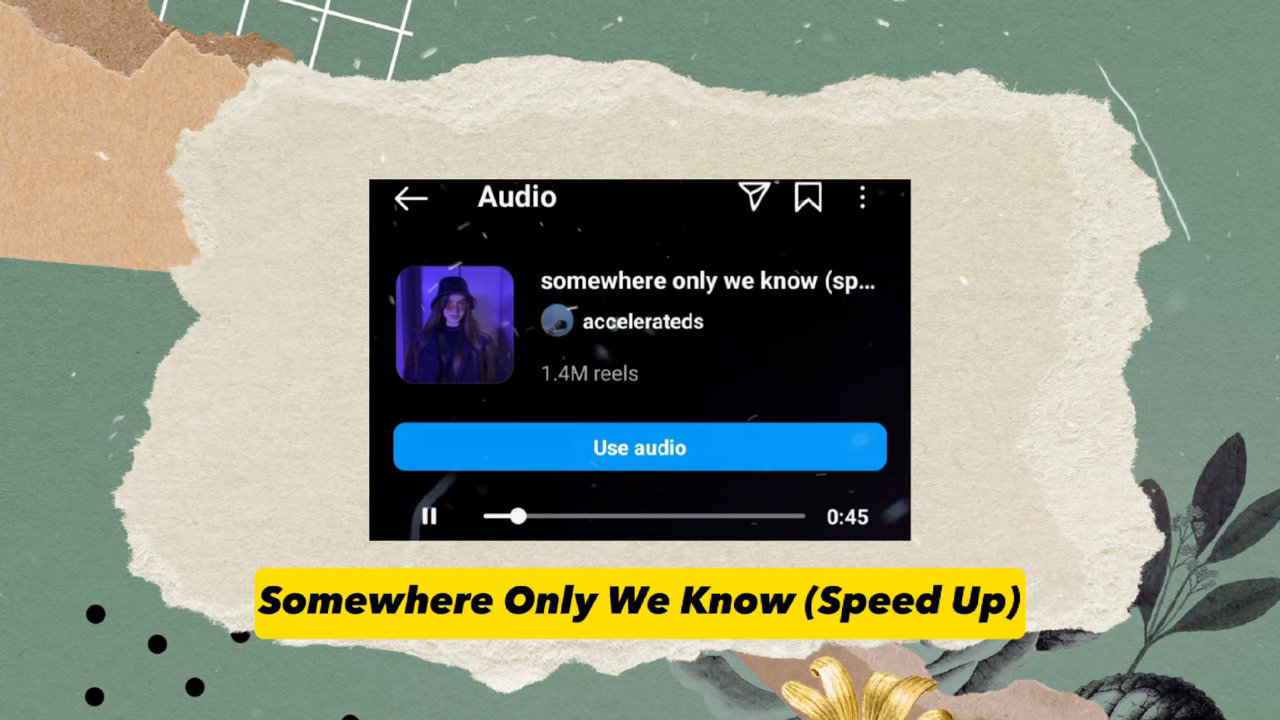 Audio
somewhere only we know (sp...
accelerateds
1.4M reels
Use audio
0:45
Somewhere Only We Know (Speed Up)